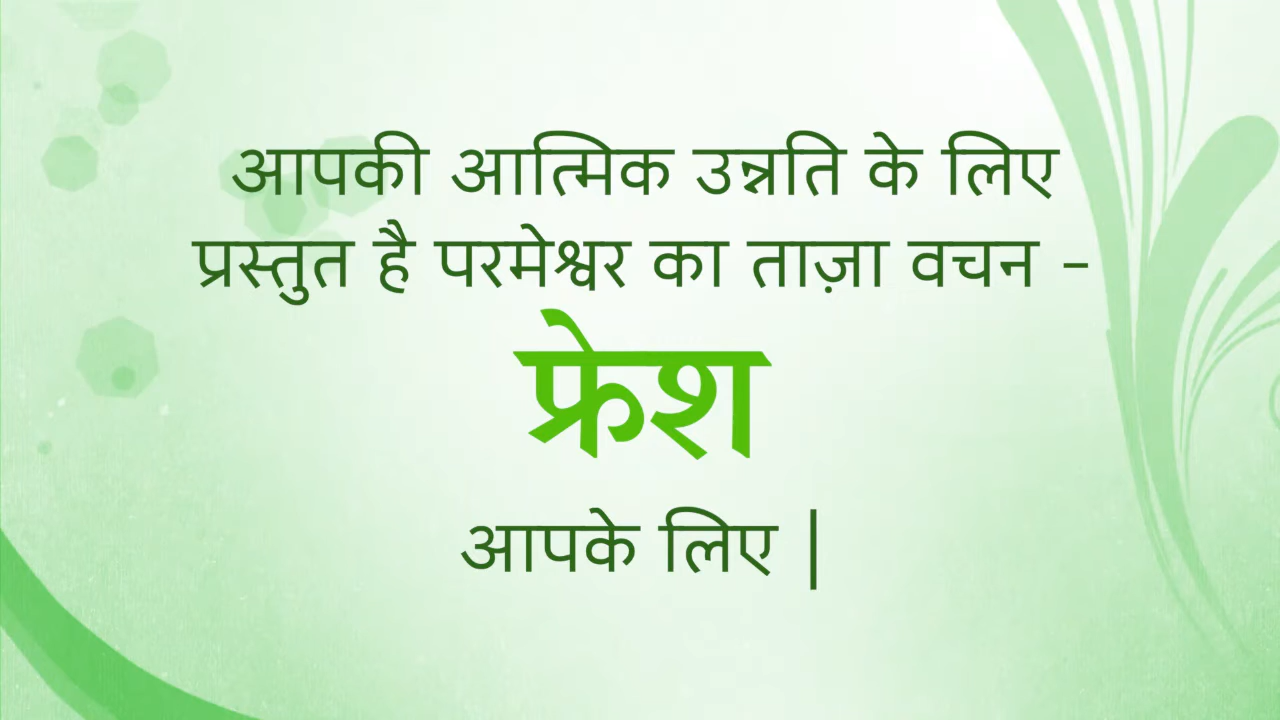 आपकी आत्मिक उन्नति के लिए
प्रस्तुत है परमेश्वर का ताज़ा वचन –
फ्रेश
आपके लिए |